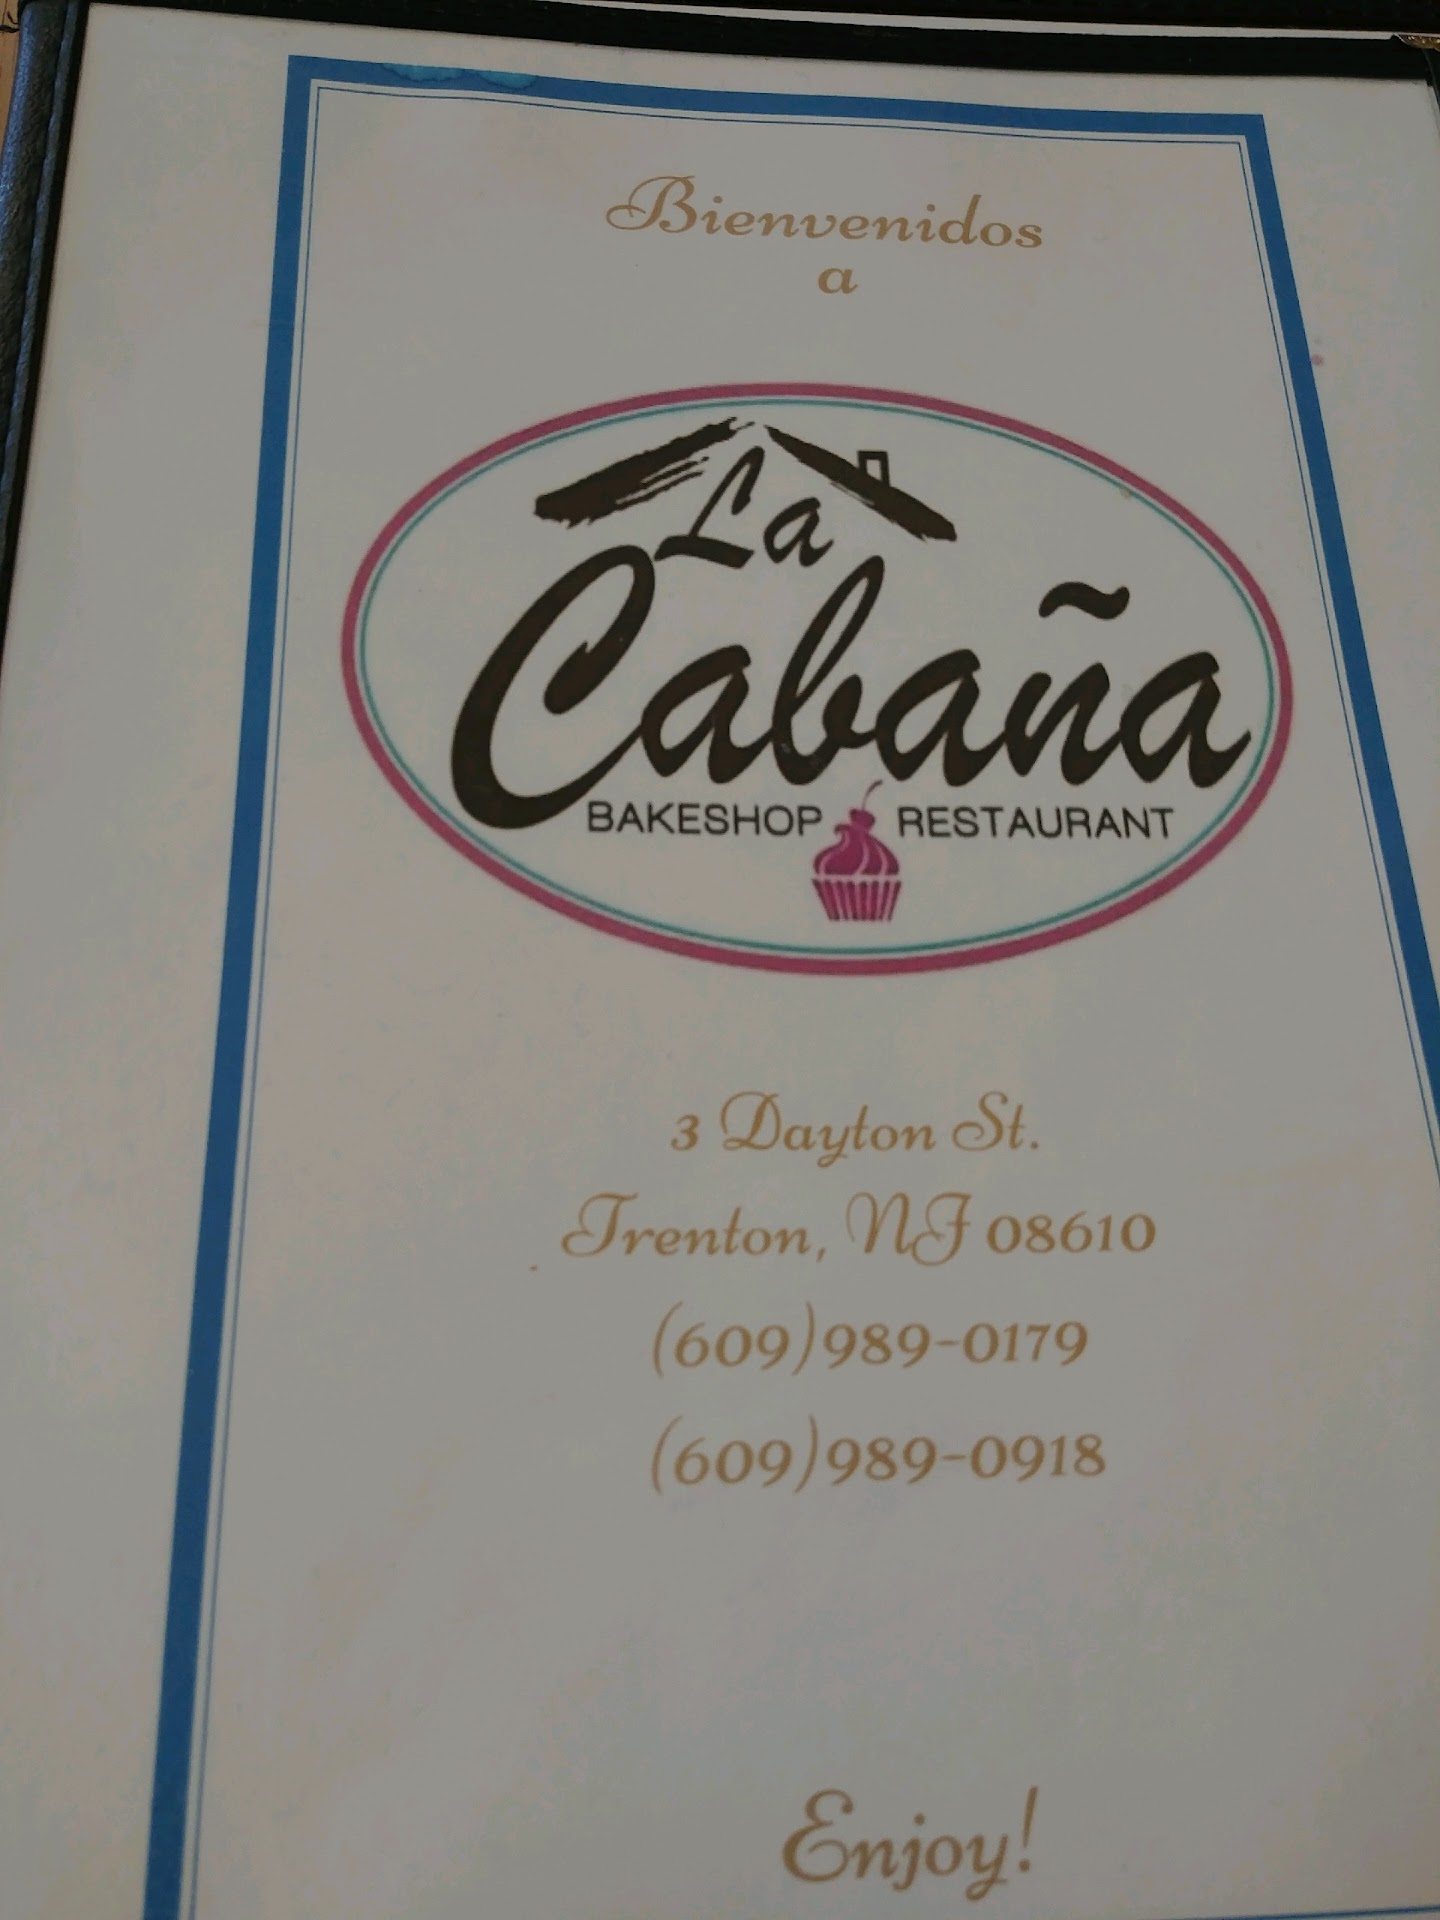 Bienvenidos
a
La
Cabaña
BAKESHOP RESTAURANT
3 Dayton St.
Trenton, NJ 08610
(609)989-0179
(609)989-0918
Enjoy!